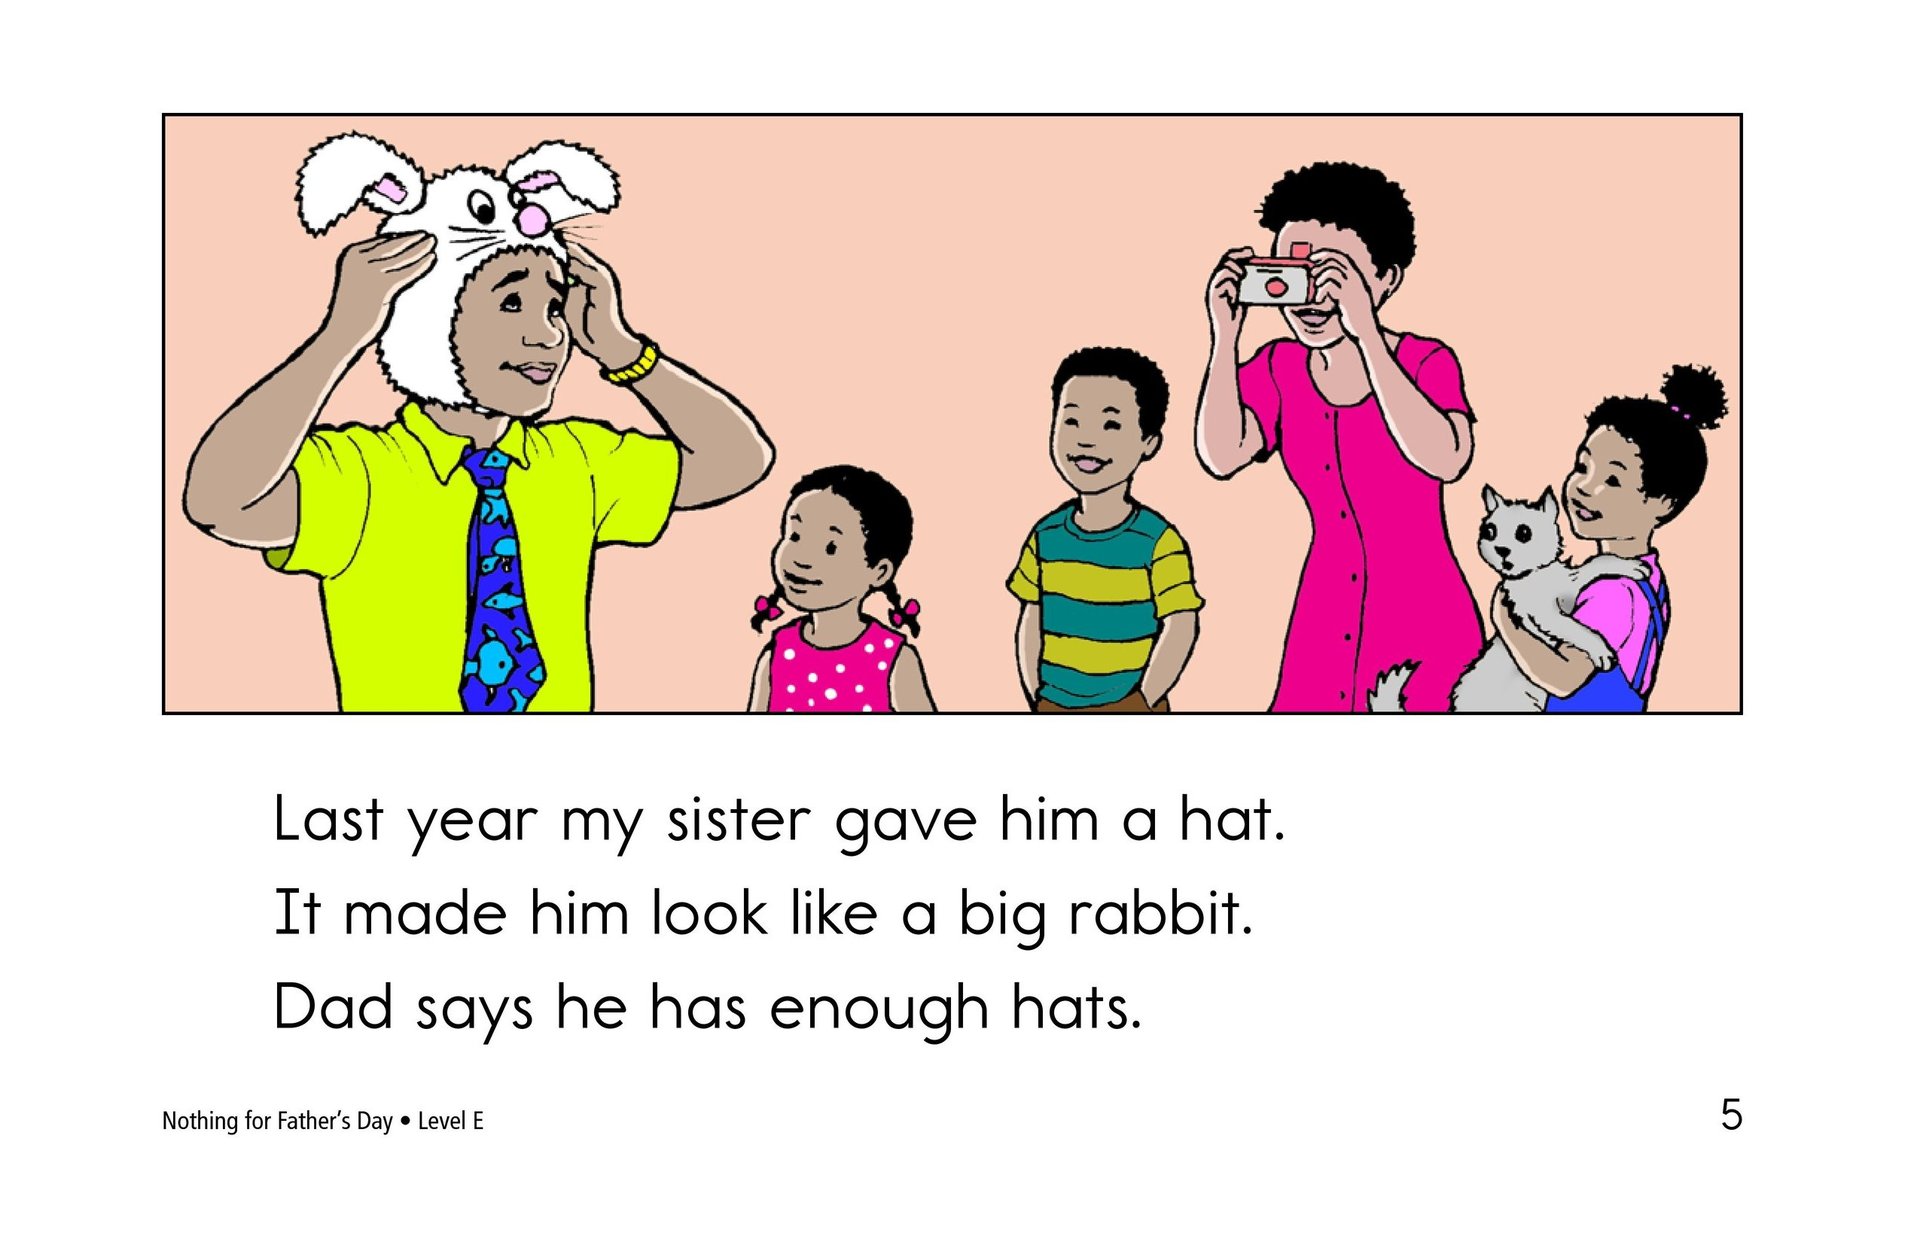 Last year my sister gave him a hat.
It made him look like a big rabbit.
Dad says he has enough hats.
Nothing for Father’s Day • Level E
5